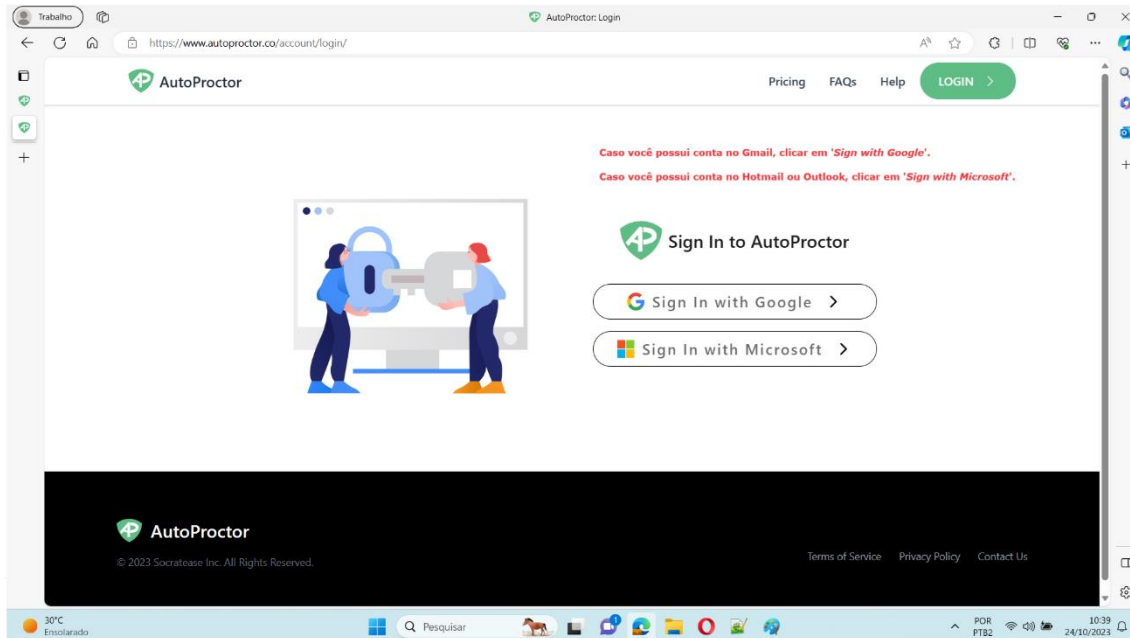 Trabalho
AutoProctor: Login
https://www.autoproctor.co/account/login/
AutoProctor
Pricing FAQs Help LOGIN
Caso você possui conta no Gmail, clicar em 'Sign with Google'.
Caso você possui conta no Hotmail ou Outlook, clicar em 'Sign with Microsoft'.
Sign In to AutoProctor
Sign In with Google
Sign In with Microsoft
AutoProctor
© 2023 Socratease Inc. All Rights Reserved.
Terms of Service Privacy Policy Contact Us
30°C
Ensolarado
Pesquisar
POR
PTB2
10:39
24/10/2023